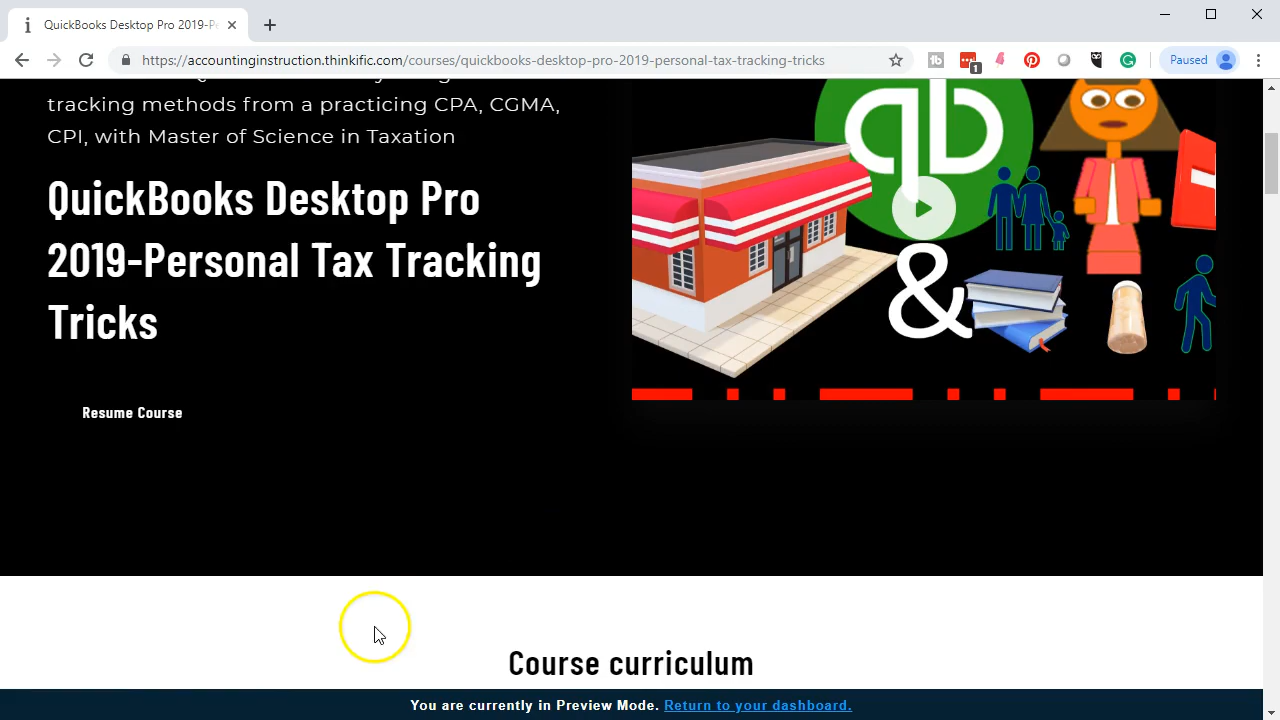 QuickBooks Desktop Pro 2019-P
https://accountinginstruction.thinkific.com/courses/quickbooks-desktop-pro-2019-personal-tax-tracking-tricks
1
Paused
tracking methods from a practicing CPA, CGMA,
CPI, with Master of Science in Taxation
QuickBooks Desktop Pro
2019-Personal Tax Tracking
Tricks
Resume Course
qb
&
Course curriculum
You are currently in Preview Mode. Return to your dashboard.